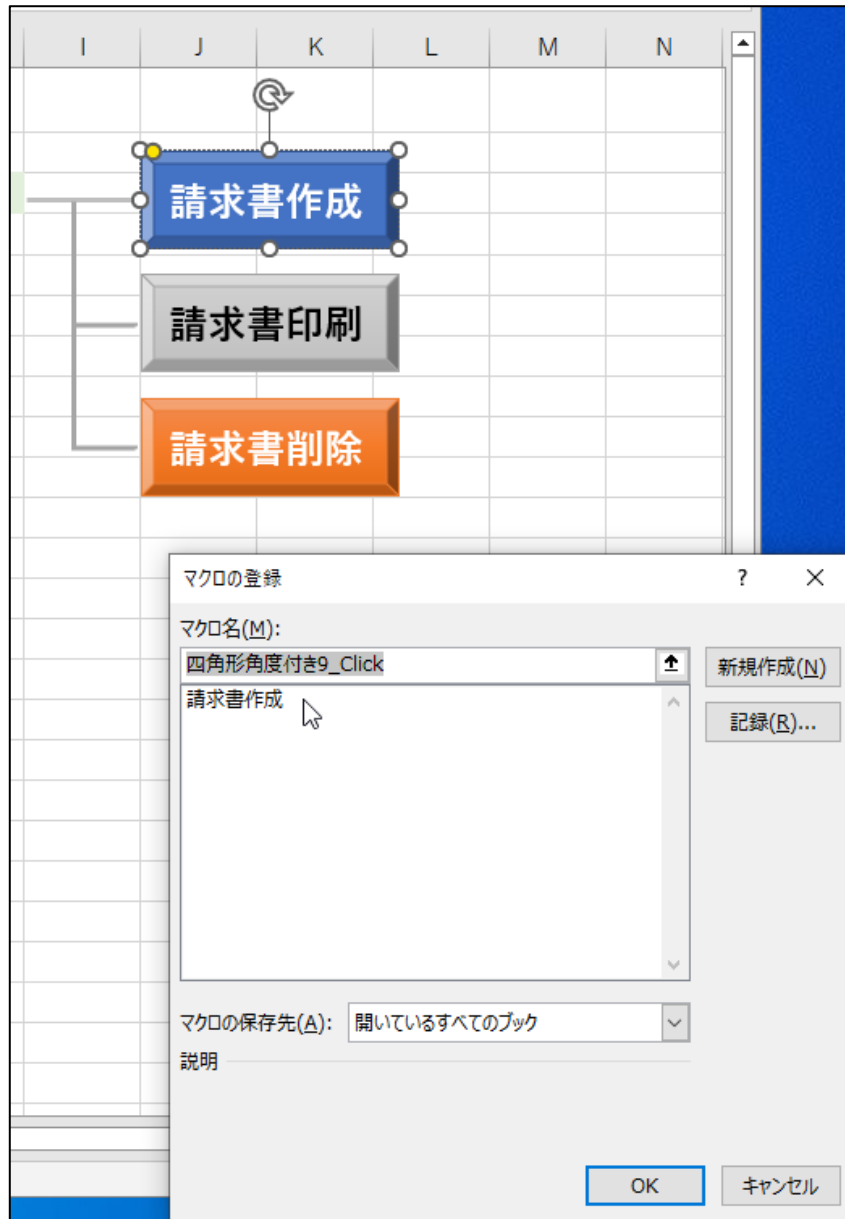 I J K L M N
請求書作成
請求書印刷
請求書削除
マクロの登録 ?
マクロ名(M):
四角形角度付き9_Click
新規作成(N)
請求書作成
記録(R)...
マクロの保存先(A): 開いているすべてのブック
説明
OK キャンセル